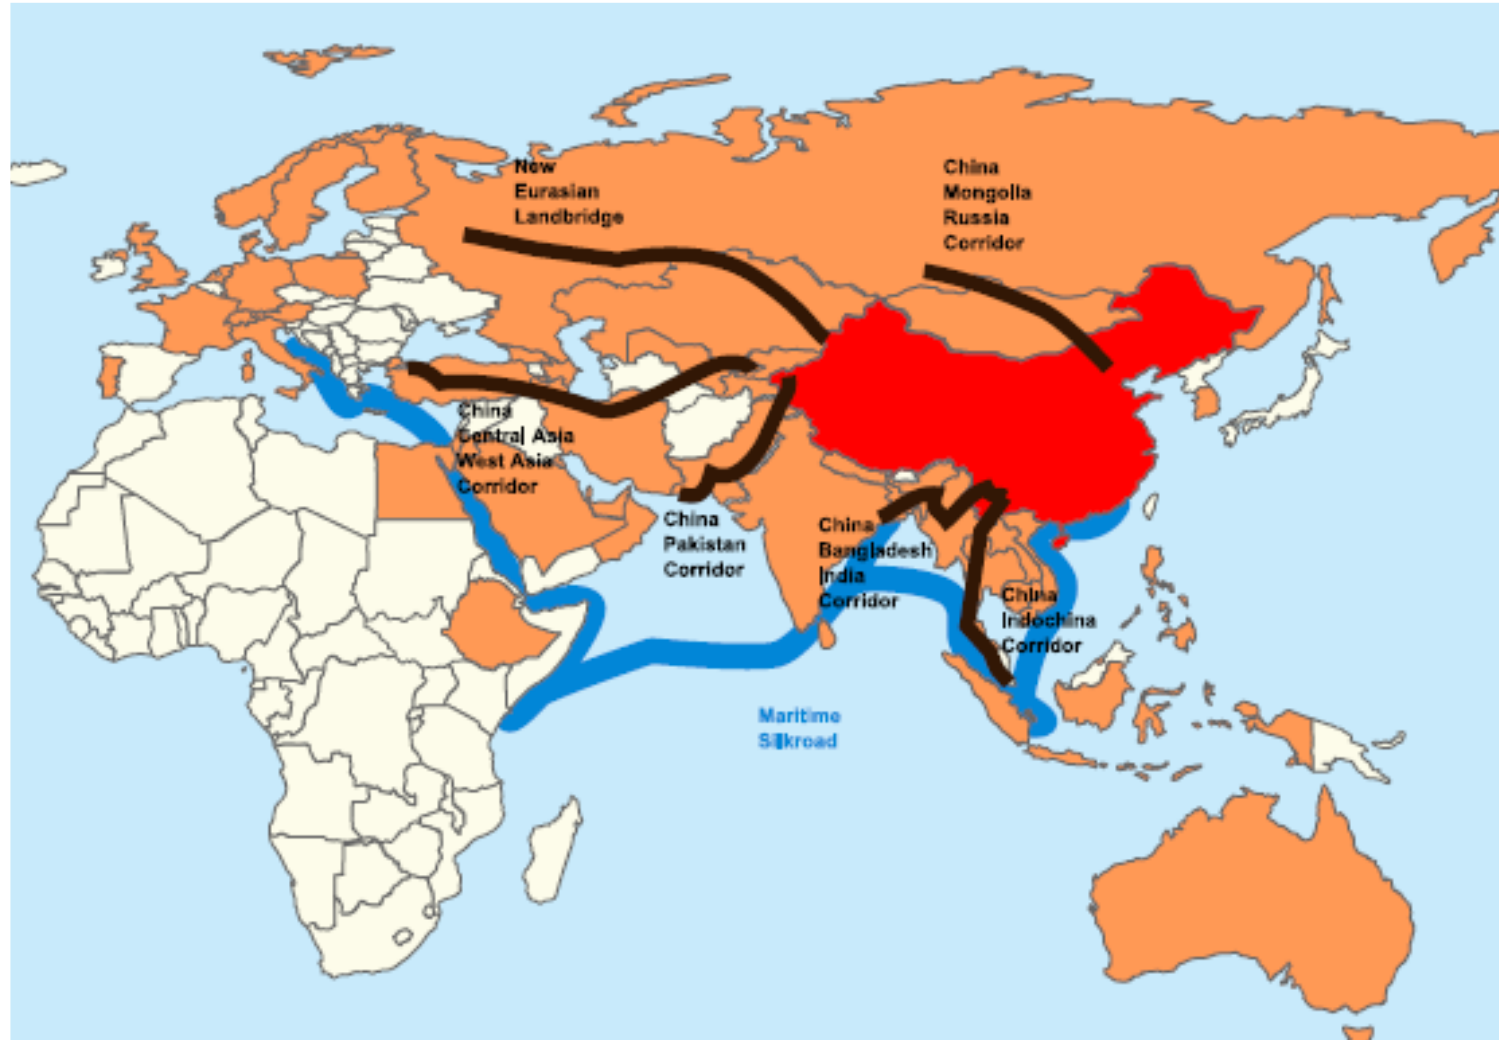 New
Eurasian
Landbridge
China
Mongolla
Russia
Corridor
China
Central Asia
West Asia
Corridor
China
Pakistan
Corridor
China
Bangladesh
India
Corridor
China
Indochina
Corridor
Maritime
Silkroad